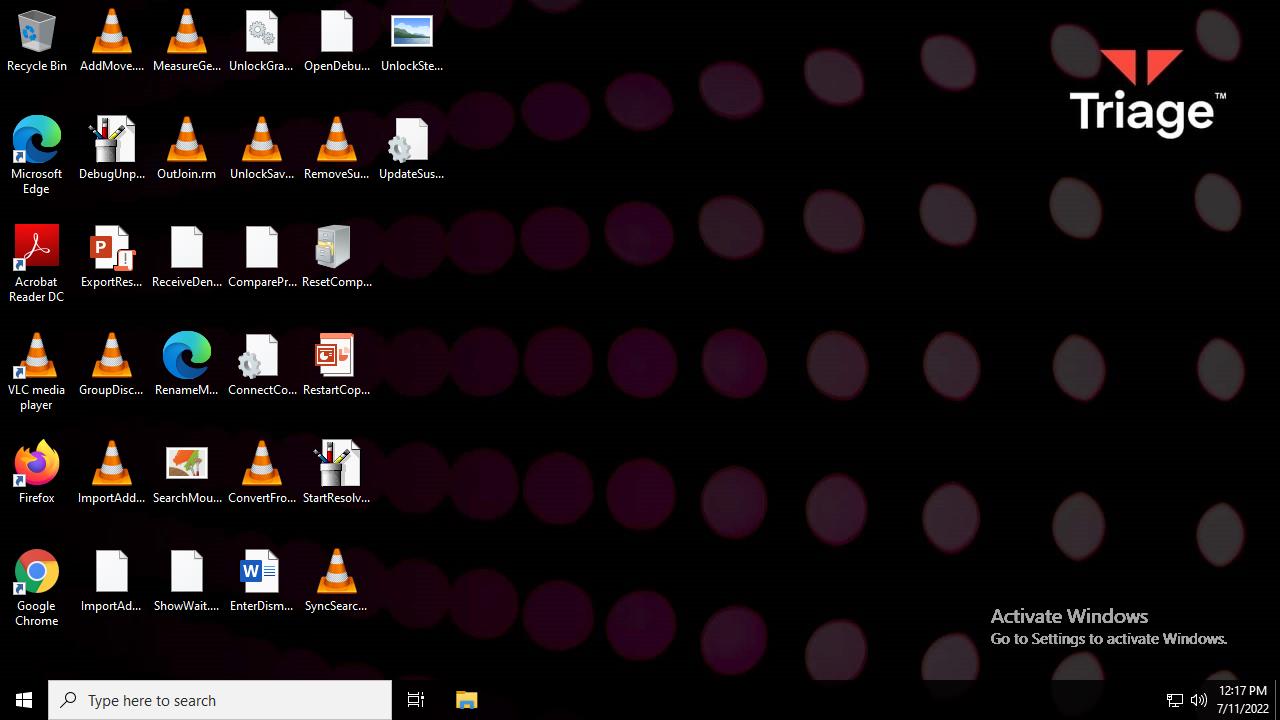 Recycle Bin
AddMove....
MeasureGe...
UnlockGra...
OpenDebu...
UnlockSte...
Triage™
Microsoft
Edge
DebugUnp...
OutJoin.rm
UnlockSav...
RemoveSu...
UpdateSus...
Acrobat
Reader DC
ExportRes...
ReceiveDen...
ComparePr...
ResetComp...
VLC media
player
GroupDisc...
RenameM...
ConnectCo...
RestartCop...
Firefox
ImportAdd...
SearchMou...
ConvertFro...
StartResolv...
Google
Chrome
ImportAd...
ShowWait....
EnterDism...
SyncSearc...
Activate Windows
Go to Settings to activate Windows.
Type here to search
12:17 PM
7/11/2022